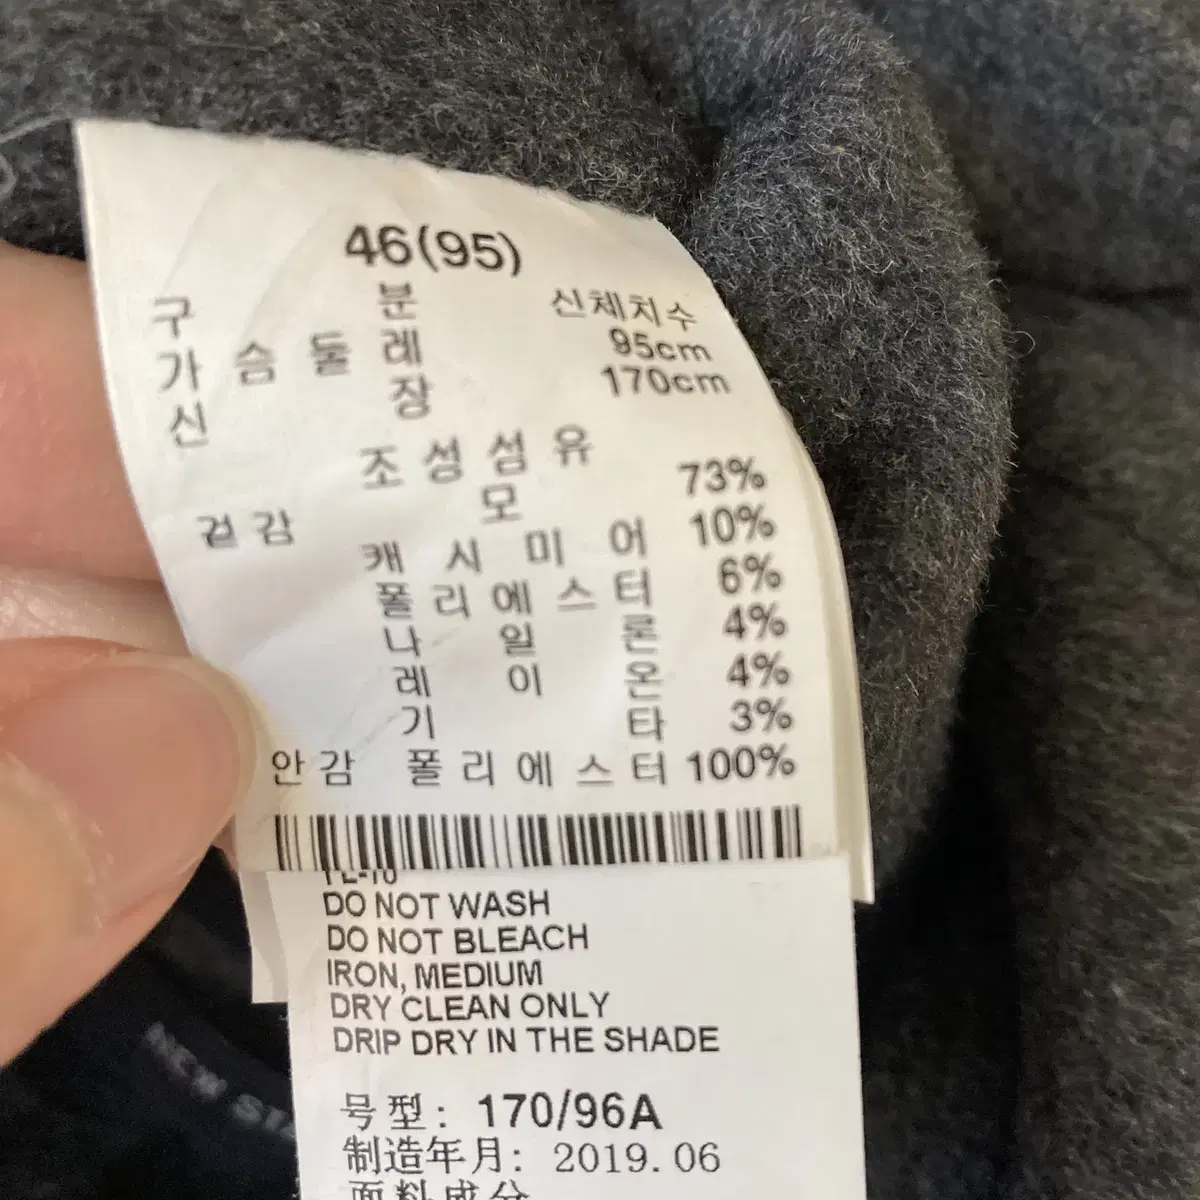 46(95)
구 분 신체치수
가 슴 둘 레 95cm
신 장 170cm
조 성 섬 유
겉감 모 73%
캐 시 미 어 10%
폴 리 에 스 터 6%
나 일 론 4%
레 이 온 4%
기 타 3%
안감 폴 리 에 스 터 100%
DO NOT WASH
DO NOT BLEACH
IRON, MEDIUM
DRY CLEAN ONLY
DRIP DRY IN THE SHADE
号型: 170/96A
制造年月: 2019.06
面料成分